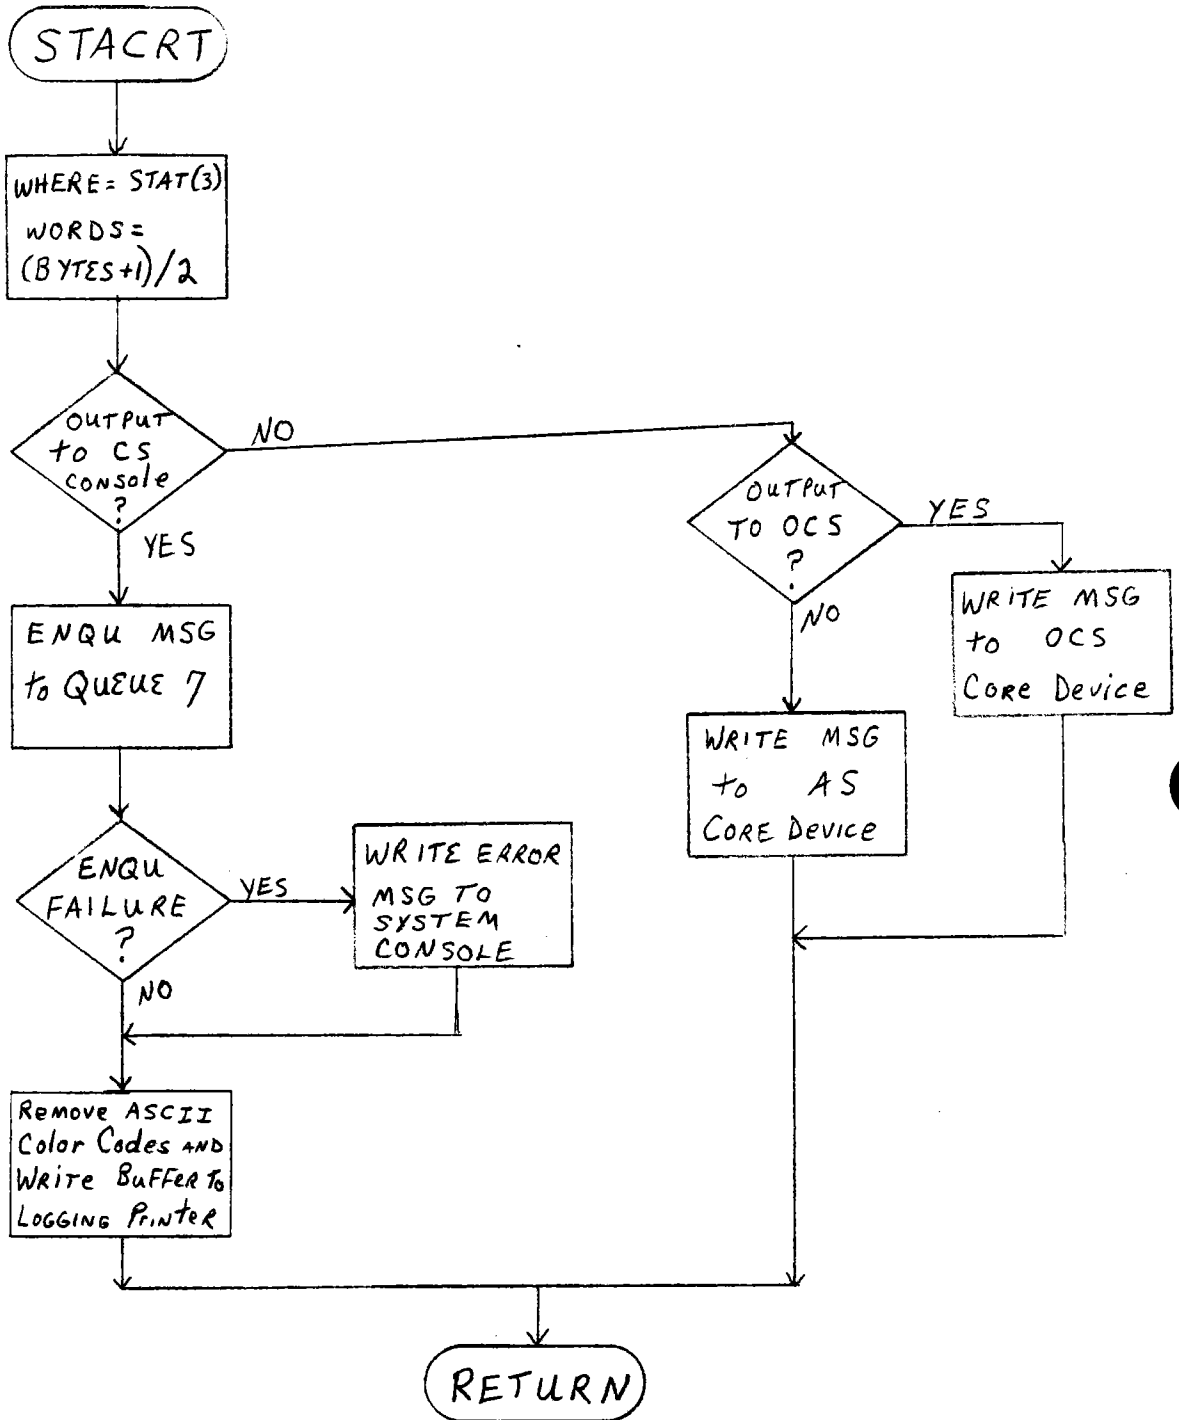 STACRT
WHERE = STAT(3)
WORDS =
(BYTES+1)/2
OUTPUT
to CS
CONSole
?
NO
YES
OUTPUT
TO OCS
?
YES
NO
ENQU MSG
to QUEUE 7
WRITE MSG
to OCS
CORE Device
WRITE MSG
to AS
CORE Device
ENQU
FAILURE
?
YES
NO
WRITE ERROR
MSG TO
SYSTEM
CONSOLE
Remove ASCII
Color Codes AND
WRiTe BuFFeR To
LOGGING PrINteR
RETURN